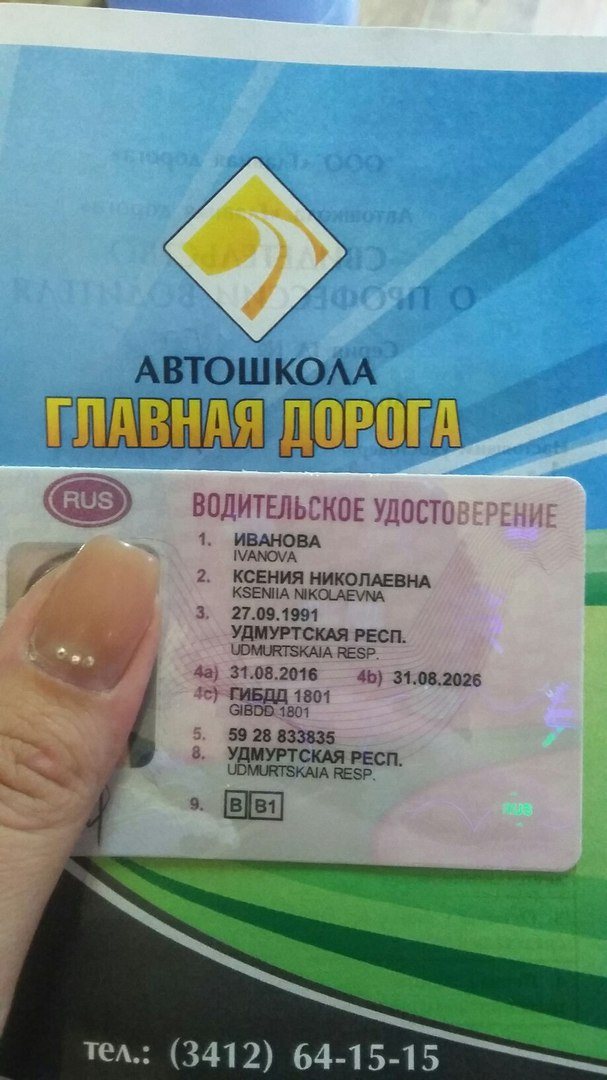 АВТОШКОЛА
ГЛАВНАЯ ДОРОГА
RUS
ВОДИТЕЛЬСКОЕ УДОСТОВЕРЕНИЕ
1. ИВАНОВА
IVANOVA
2. КСЕНИЯ НИКОЛАЕВНА
KSENIIA NIKOLAEVNA
3. 27.09.1991
УДМУРТСКАЯ РЕСП.
UDMURTSKAIA RESP.
4a) 31.08.2016 4b) 31.08.2026
4c) ГИБДД 1801
GIBDD 1801
5. 59 28 833835
8. УДМУРТСКАЯ РЕСП.
UDMURTSKAIA RESP.
9. B B1
RUS
тел.: (3412) 64-15-15